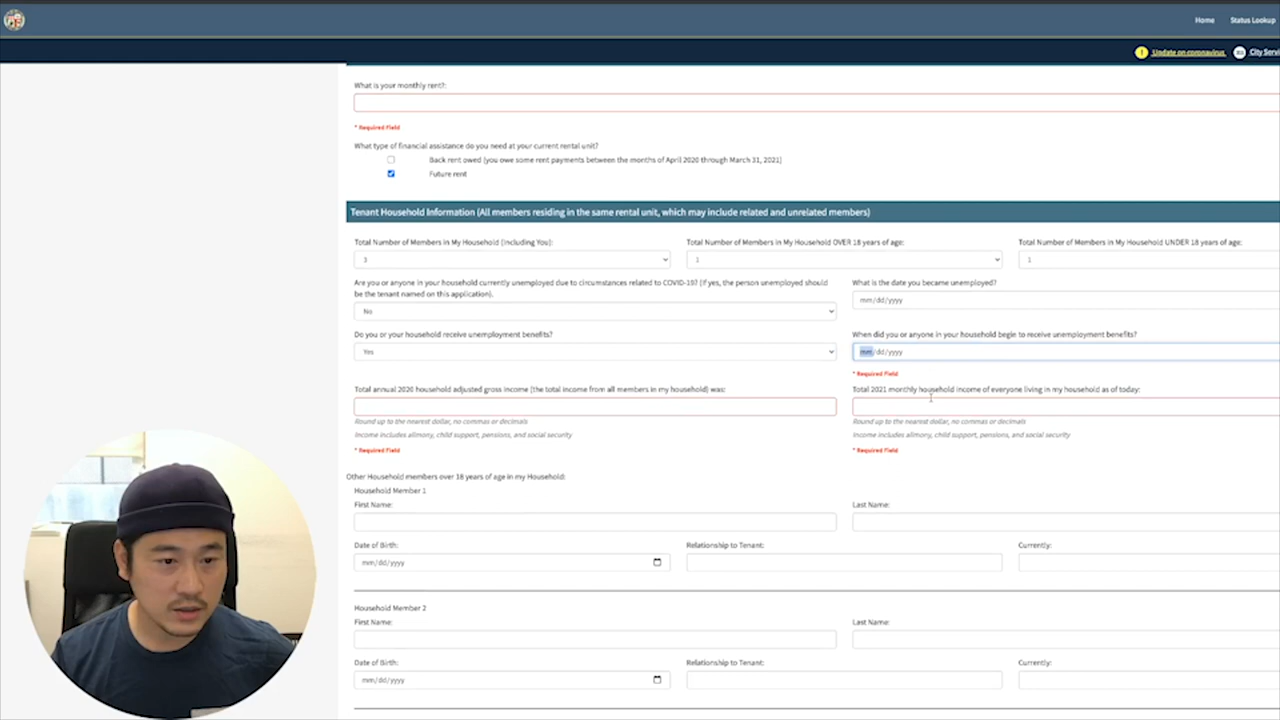 Home Status Lookup
Update on coronavirus City Servi
What is your monthly rent?:
* Required Field
What type of financial assistance do you need at your current rental unit?
Back rent owed (you owe some rent payments between the months of April 2020 through March 31, 2021)
Future rent
Tenant Household Information (All members residing in the same rental unit, which may include related and unrelated members)
Total Number of Members in My Household (Including You): Total Number of Members in My Household OVER 18 years of age: Total Number of Members in My Household UNDER 18 years of age:
3 1 1
Are you or anyone in your household currently unemployed due to circumstances related to COVID-19? (If yes, the person unemployed should What is the date you became unemployed?
be the tenant named on this application).
mm/dd/yyyy
No
Do you or your household receive unemployment benefits? When did you or anyone in your household begin to receive unemployment benefits?
Yes mm/dd/yyyy
* Required Field
Total annual 2020 household adjusted gross income (the total income from all members in my household) was: Total 2021 monthly household income of everyone living in my household as of today:
Round up to the nearest dollar, no commas or decimals Round up to the nearest dollar, no commas or decimals
Income includes alimony, child support, pensions, and social security Income includes alimony, child support, pensions, and social security
* Required Field * Required Field
Other Household members over 18 years of age in my Household:
Household Member 1
First Name: Last Name:
Date of Birth: Relationship to Tenant: Currently:
mm/dd/yyyy
Household Member 2
First Name: Last Name:
Date of Birth: Relationship to Tenant: Currently:
mm/dd/yyyy